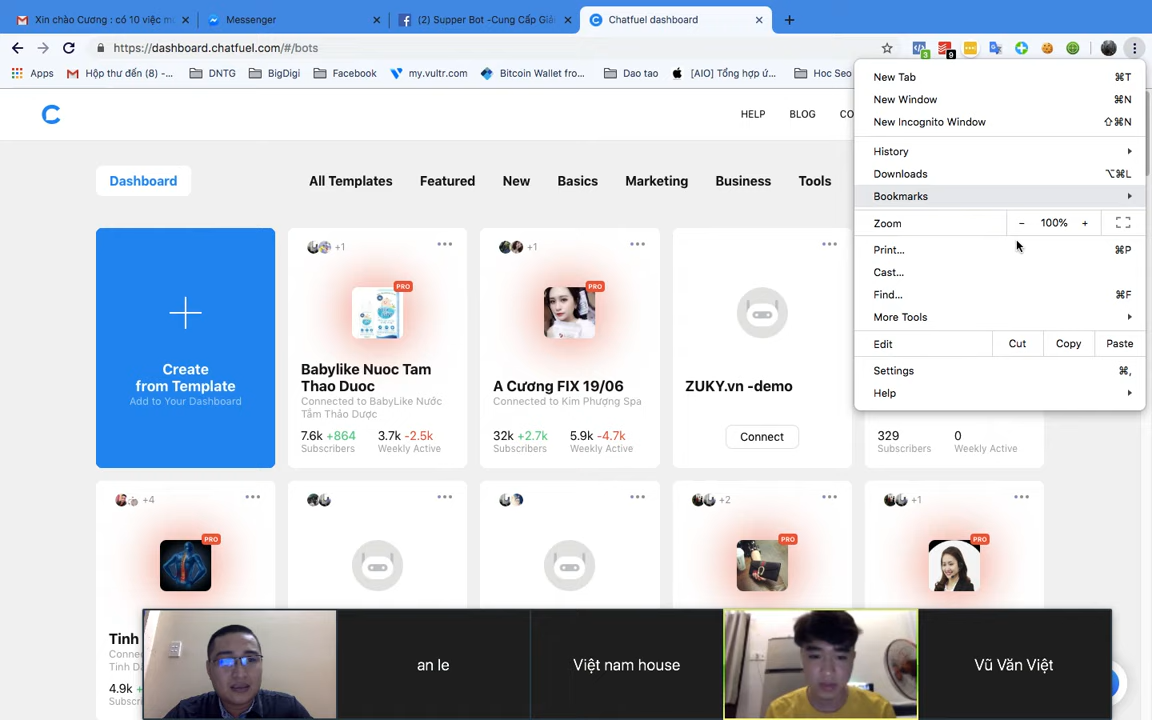 Xin chào Cương : có 10 việc m
Messenger
(2) Supper Bot -Cung Cấp Giả
Chatfuel dashboard
https://dashboard.chatfuel.com/#/bots
3
9
Apps
Hộp thư đến (8) -...
DNTG
BigDigi
Facebook
my.vultr.com
Bitcoin Wallet fro...
Dao tao
[AIO] Tổng hợp ứ...
Hoc Seo
New Tab ⌘T
New Window ⌘N
New Incognito Window ⇧⌘N
History
Downloads ⌥⌘L
Bookmarks
Zoom - 100% +
Print... ⌘P
Cast...
Find... ⌘F
More Tools
Edit Cut Copy Paste
Settings ⌘,
Help
HELP BLOG CO
Dashboard
All Templates Featured New Basics Marketing Business Tools
Create
from Template
Add to Your Dashboard
+1
PRO
Babylike Nuoc Tam
Thao Duoc
Connected to BabyLike Nước
Tắm Thảo Dược
7.6k +864 3.7k -2.5k
Subscribers Weekly Active
+1
PRO
A Cương FIX 19/06
Connected to Kim Phượng Spa
32k +2.7k 5.9k -4.7k
Subscribers Weekly Active
ZUKY.vn -demo
Connect
329 0
Subscribers Weekly Active
+4
PRO
Tinh
Conne
Tinh D
4.9k +
Subscr
+2
PRO
+1
PRO
an le
Việt nam house
Vũ Văn Việt